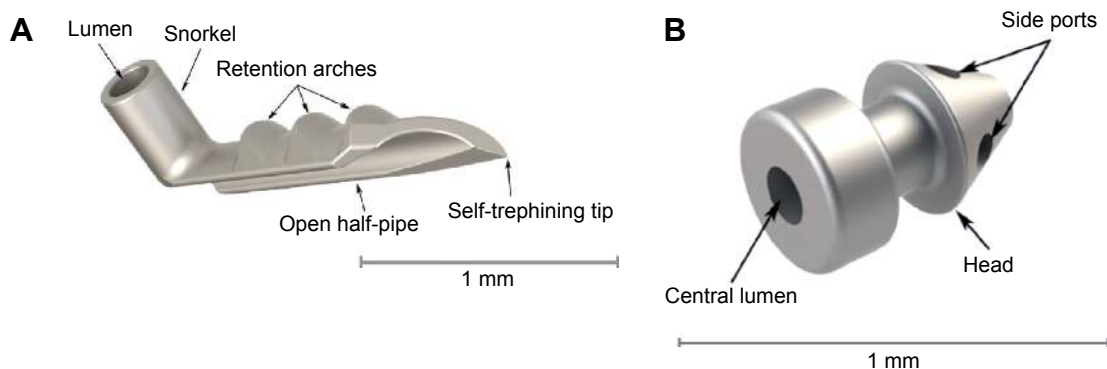 A
Lumen
Snorkel
Retention arches
Open half-pipe
Self-trephining tip
1 mm
B
Side ports
Head
Central lumen
1 mm